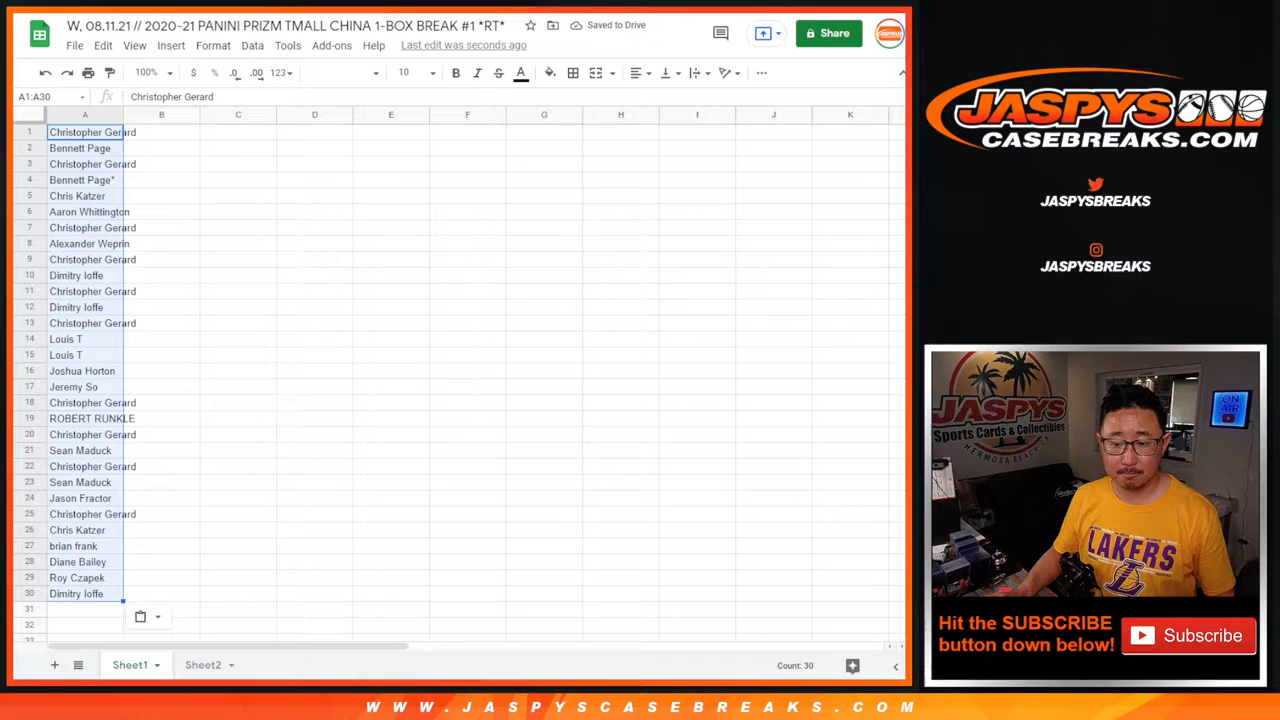 W, 08.11.21 // 2020-21 PANINI PRIZM TMALL CHINA 1-BOX BREAK #1 *RT*
Saved to Drive
File Edit View Insert Format Data Tools Add-ons Help Last edit was seconds ago
Share
100% $ % .0 .00 123 10 B I S A
A1:A30 fx Christopher Gerard
A B C D E F G H I J K
1 Christopher Gerard
2 Bennett Page
3 Christopher Gerard
4 Bennett Page*
5 Chris Katzer
6 Aaron Whittington
7 Christopher Gerard
8 Alexander Weprin
9 Christopher Gerard
10 Dimitry Ioffe
11 Christopher Gerard
12 Dimitry Ioffe
13 Christopher Gerard
14 Louis T
15 Louis T
16 Joshua Horton
17 Jeremy So
18 Christopher Gerard
19 ROBERT RUNKLE
20 Christopher Gerard
21 Sean Maduck
22 Christopher Gerard
23 Sean Maduck
24 Jason Fractor
25 Christopher Gerard
26 Chris Katzer
27 brian frank
28 Diane Bailey
29 Roy Czapek
30 Dimitry Ioffe
31
32
33
Sheet1 Sheet2 Count: 30
JASPYS
CASEBREAKS.COM
JASPYSBREAKS
JASPYSBREAKS
JASPYS
Sports Cards & Collectibles
HERMOSA BEACH, CA
ON
AIR
LAKERS
L
Hit the SUBSCRIBE
button down below!
Subscribe
WWW.JASPYSCASEBREAKS.COM